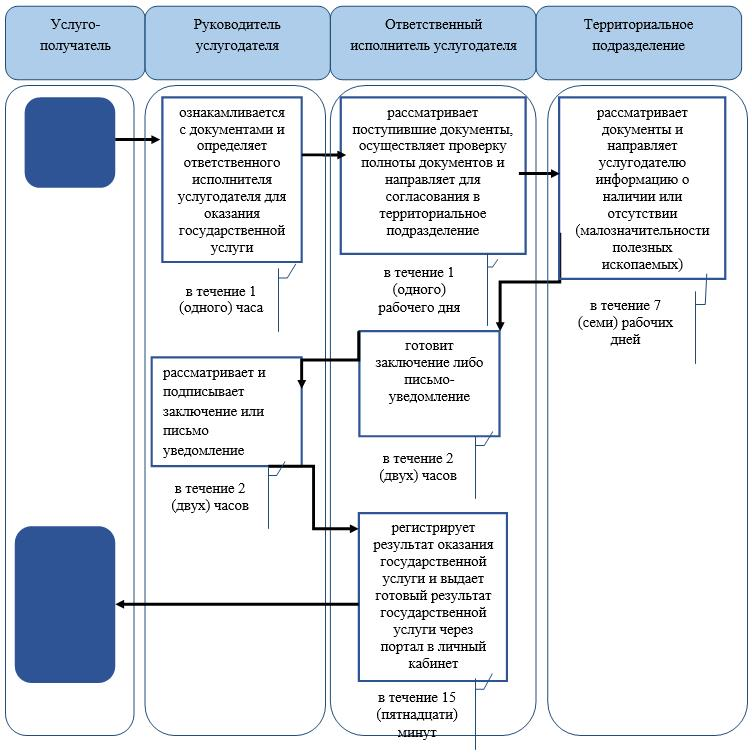 Услуго-
получатель
Руководитель
услугодателя
Ответственный
исполнитель услугодателя
Территориальное
подразделение
ознакамливается
с документами и
определяет
ответственного
исполнителя
услугодателя для
оказания
государственной
услуги
в течение 1
(одного) часа
рассматривает
поступившие документы,
осуществляет проверку
полноты документов и
направляет для
согласования в
территориальное
подразделение
в течение 1
(одного)
рабочего дня
рассматривает
документы и
направляет
услугодателю
информацию о
наличии или
отсутствии
(малозначительности
полезных
ископаемых)
в течение 7
(семи) рабочих
дней
готовит
заключение либо
письмо-
уведомление
в течение 2
(двух) часов
рассматривает и
подписывает
заключение или
письмо
уведомление
в течение 2
(двух) часов
регистрирует
результат оказания
государственной
услуги и выдает
готовый результат
государственной
услуги через
портал в личный
кабинет
в течение 15
(пятнадцати)
минут